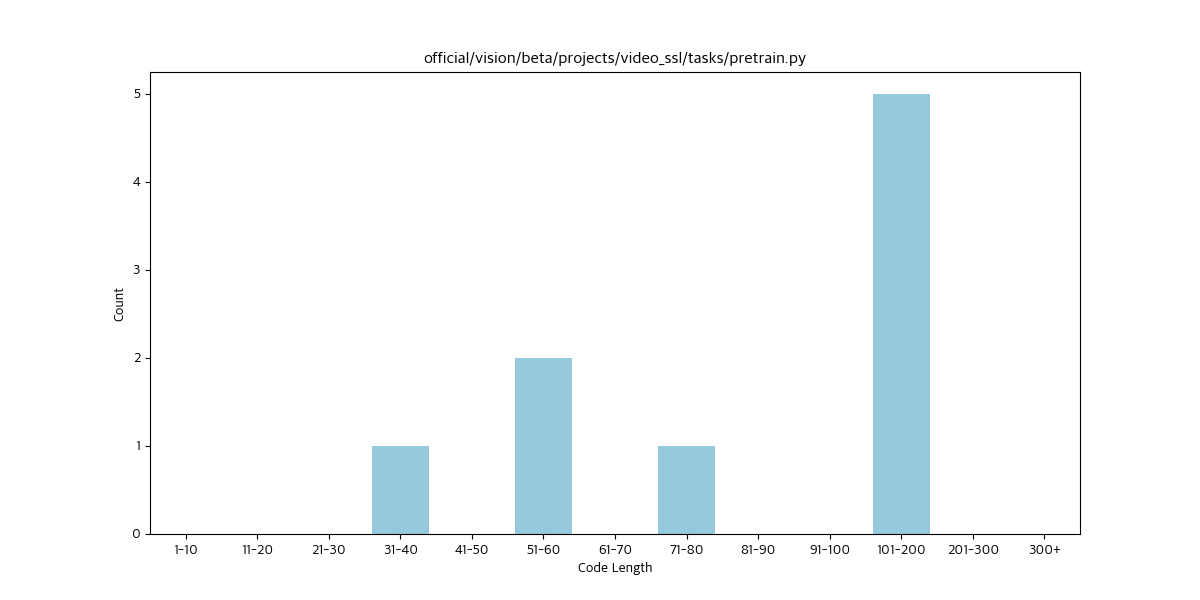 official/vision/beta/projects/video_ssl/tasks/pretrain.py
5
4
3
2
1
0
Count
1-10 11-20 21-30 31-40 41-50 51-60 61-70 71-80 81-90 91-100 101-200 201-300 300+
Code Length